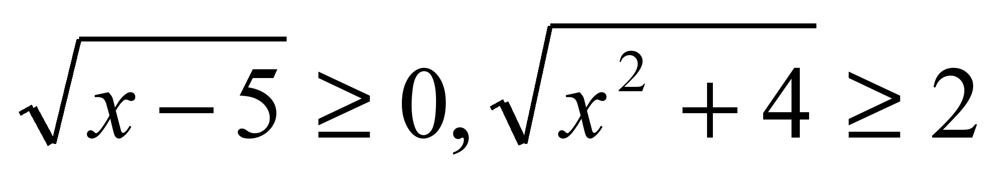 √(x − 5) ≥ 0, √(x² + 4) ≥ 2